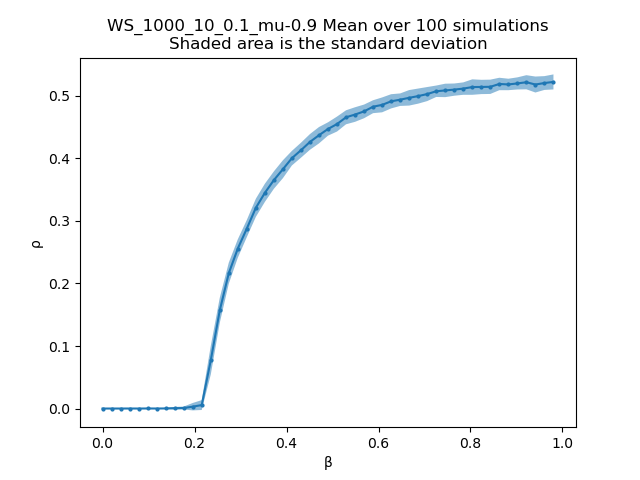 WS_1000_10_0.1_mu-0.9 Mean over 100 simulations
Shaded area is the standard deviation
0.5
0.4
0.3
0.2
0.1
0.0
ρ
0.0 0.2 0.4 0.6 0.8 1.0
β